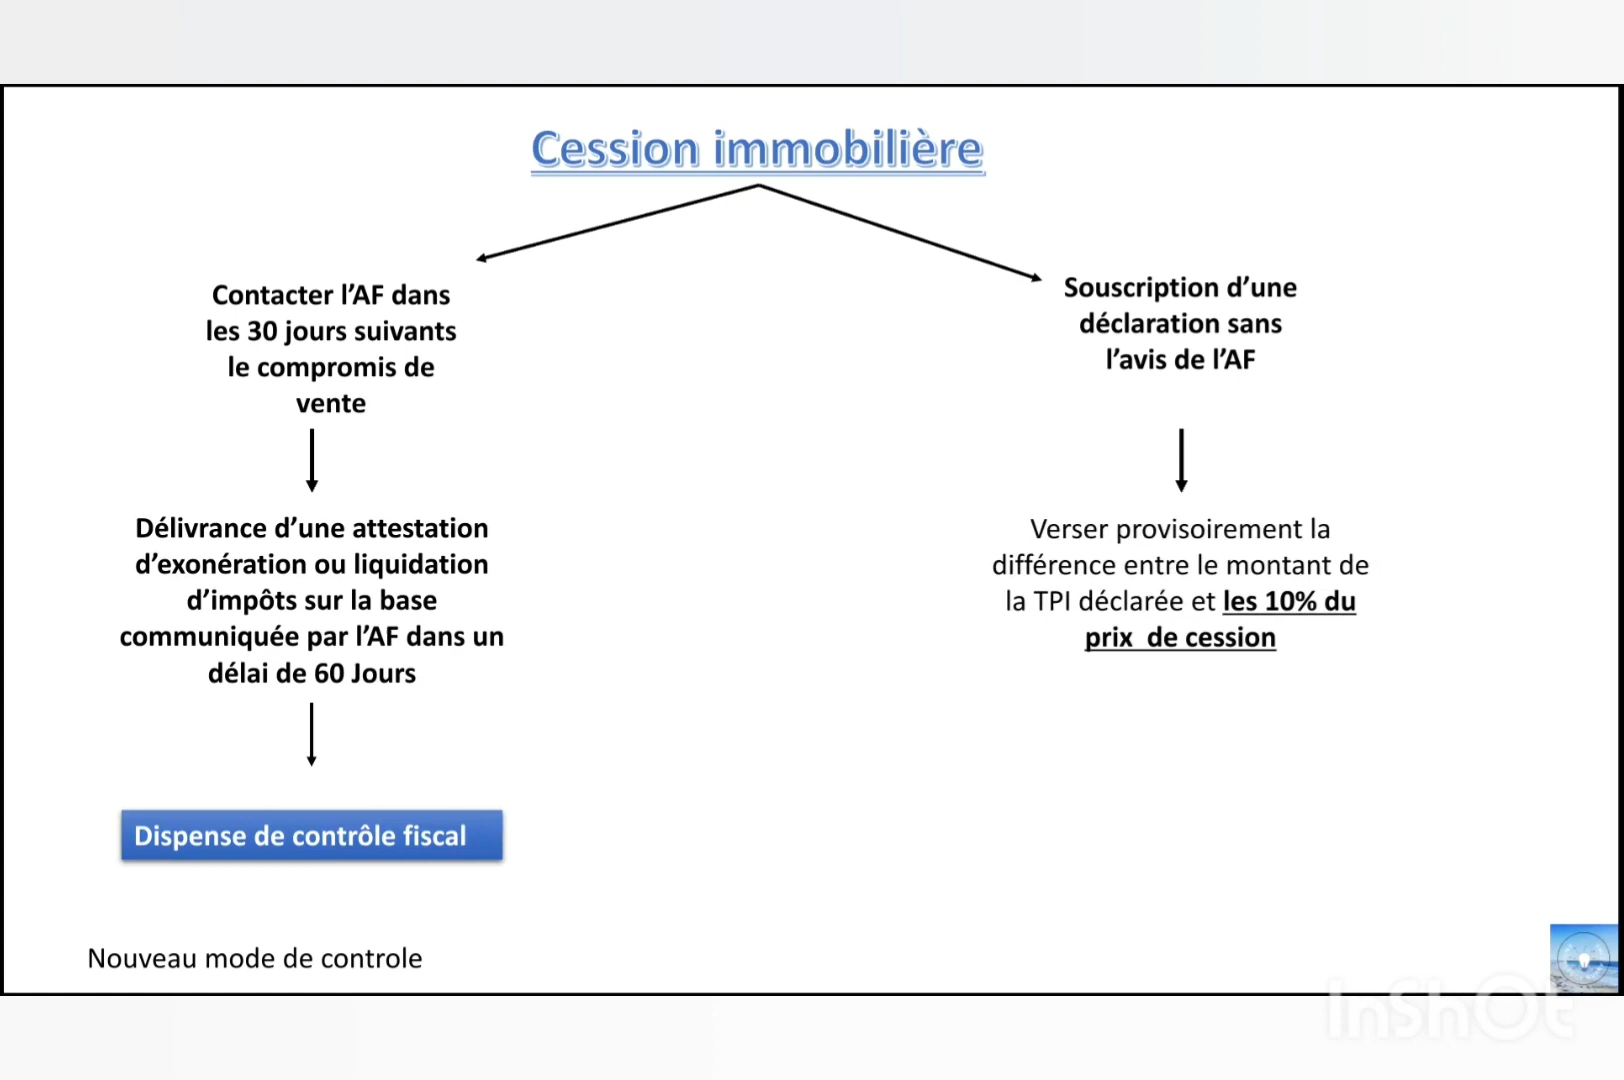 Cession immobilière
Contacter l’AF dans
les 30 jours suivants
le compromis de
vente
Délivrance d’une attestation
d’exonération ou liquidation
d’impôts sur la base
communiquée par l’AF dans un
délai de 60 Jours
Dispense de contrôle fiscal
Souscription d’une
déclaration sans
l’avis de l’AF
Verser provisoirement la
différence entre le montant de
la TPI déclarée et les 10% du
prix de cession
Nouveau mode de controle
InShOt